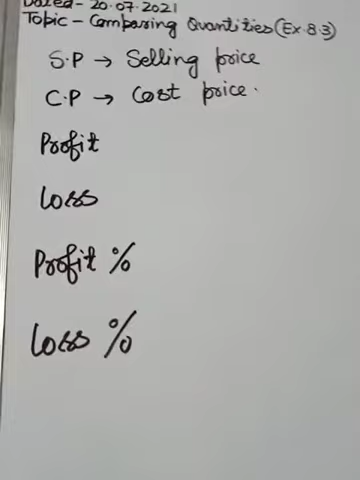 Dated - 20.07.2021
Topic - Comparing Quantities (Ex.8.3)
S.P → Selling price
C.P → Cost price.
Profit
Loss
Profit %
Loss %